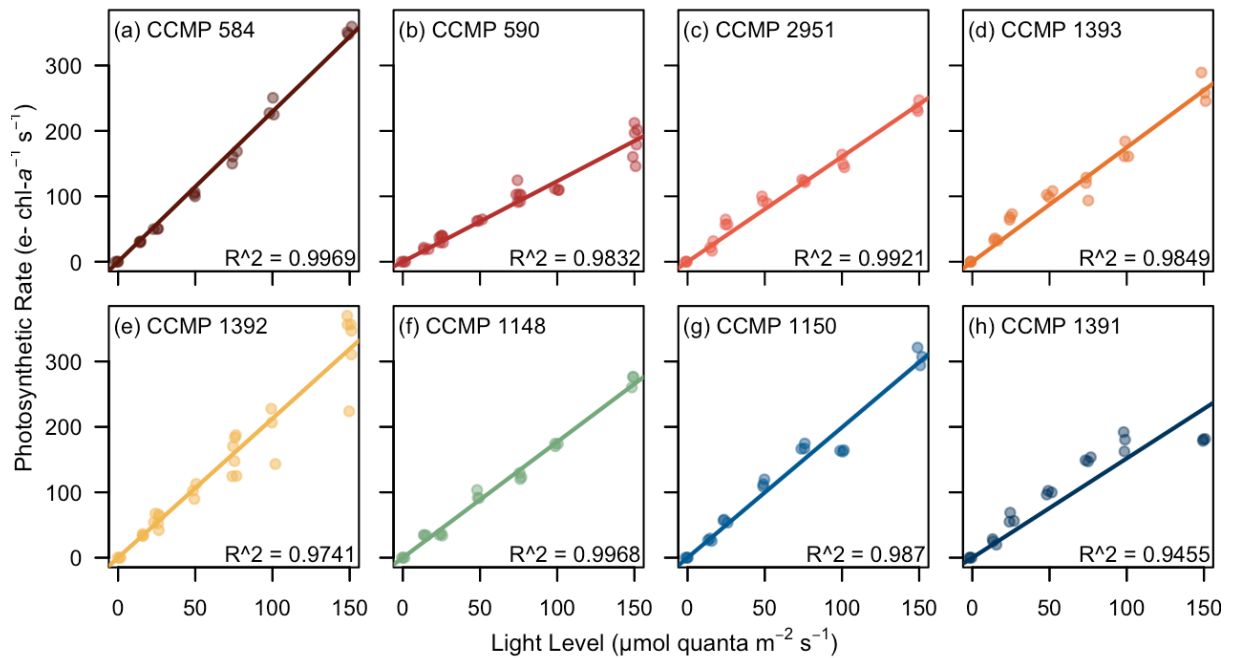 (a) CCMP 584
(b) CCMP 590
(c) CCMP 2951
(d) CCMP 1393
300
200
100
0
R^2 = 0.9969
R^2 = 0.9832
R^2 = 0.9921
R^2 = 0.9849
(e) CCMP 1392
(f) CCMP 1148
(g) CCMP 1150
(h) CCMP 1391
300
200
100
0
R^2 = 0.9741
R^2 = 0.9968
R^2 = 0.987
R^2 = 0.9455
0 50 100 150 0 50 100 150 0 50 100 150 0 50 100 150
Light Level (µmol quanta m⁻² s⁻¹)
Photosynthetic Rate (e- chl-a⁻¹ s⁻¹)